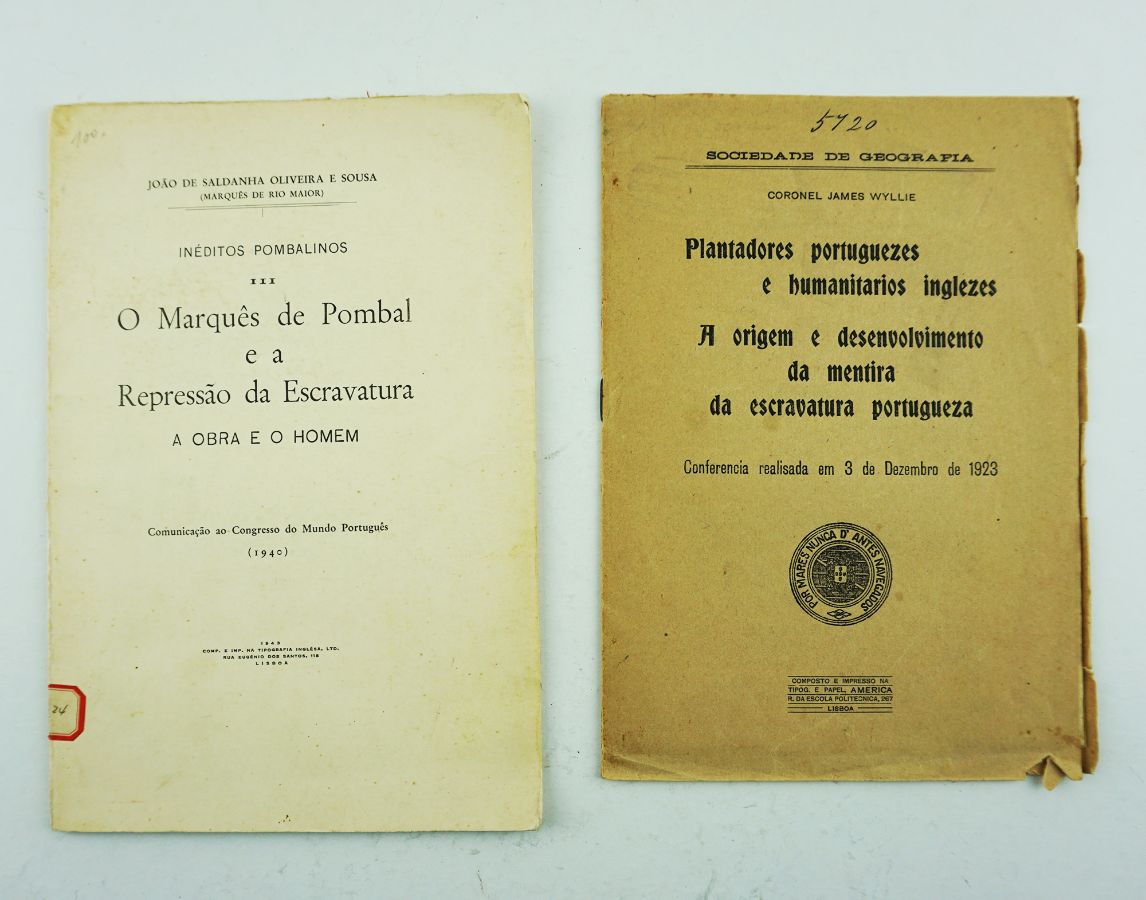 100.
JOÃO DE SALDANHA OLIVEIRA E SOUSA
(MARQUÊS DE RIO MAIOR)
INÉDITOS POMBALINOS
III
O Marquês de Pombal
e a
Repressão da Escravatura
A OBRA E O HOMEM
Comunicação ao Congresso do Mundo Português
(1940)
1943
COMP. E IMP. NA TIPOGRAFIA INGLÊSA, LTD.
RUA EUGÉNIO DOS SANTOS, 118
LISBOA
24
5720
SOCIEDADE DE GEOGRAFIA
CORONEL JAMES WYLLIE
Plantadores portuguezes
e humanitarios inglezes
A origem e desenvolvimento
da mentira
da escravatura portugueza
Conferencia realisada em 3 de Dezembro de 1923
POR MARES NUNCA D'ANTES NAVEGADOS
COMPOSTO E IMPRESSO NA
TIPOG. E PAPEL. AMERICA
R. DA ESCOLA POLITECNICA, 267
LISBOA